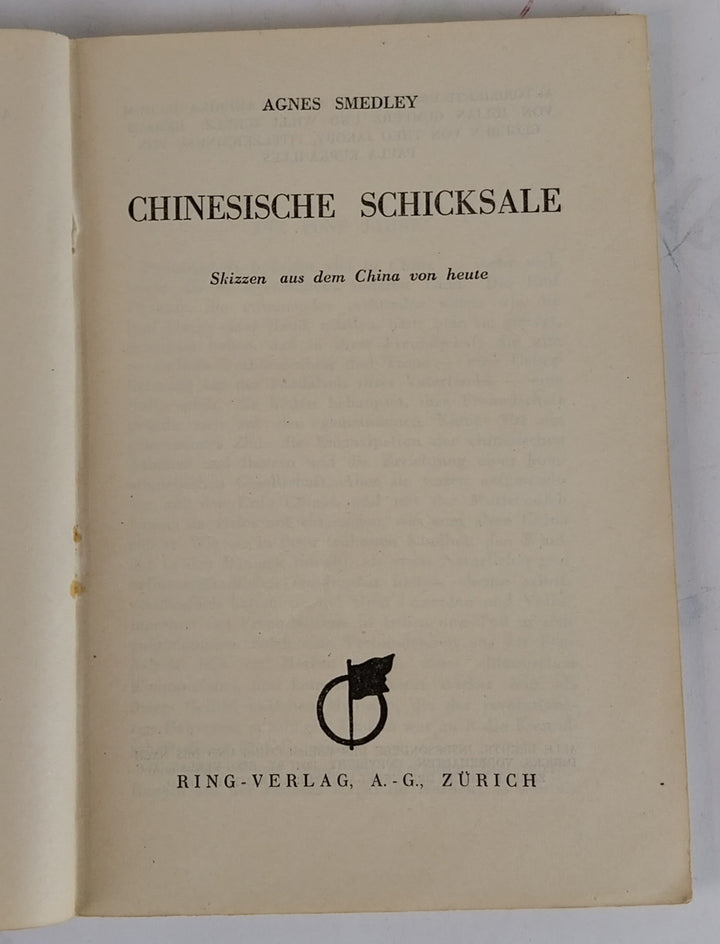 AGNES SMEDLEY
CHINESISCHE SCHICKSALE
Skizzen aus dem China von heute
RING-VERLAG, A.-G., ZÜRICH